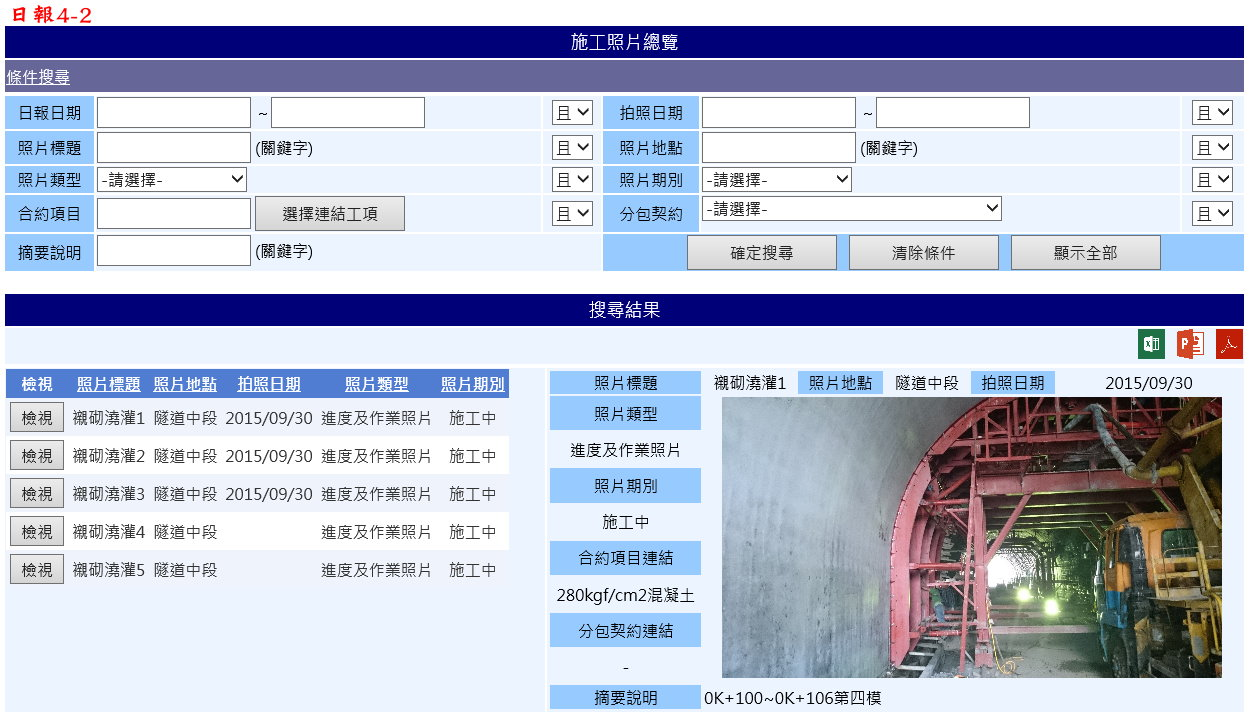 日報4-2
施工照片總覽
條件搜尋
日報日期 ~ 且 拍照日期 ~ 且
照片標題 (關鍵字) 且 照片地點 (關鍵字) 且
照片類型 -請選擇- 且 照片期別 -請選擇- 且
合約項目 選擇連結工項 且 分包契約 -請選擇- 且
摘要說明 (關鍵字) 確定搜尋 清除條件 顯示全部
搜尋結果
檢視 照片標題 照片地點 拍照日期 照片類型 照片期別
檢視 襯砌澆灌1 隧道中段 2015/09/30 進度及作業照片 施工中
檢視 襯砌澆灌2 隧道中段 2015/09/30 進度及作業照片 施工中
檢視 襯砌澆灌3 隧道中段 2015/09/30 進度及作業照片 施工中
檢視 襯砌澆灌4 隧道中段 進度及作業照片 施工中
檢視 襯砌澆灌5 隧道中段 進度及作業照片 施工中
照片標題 襯砌澆灌1 照片地點 隧道中段 拍照日期 2015/09/30
照片類型
進度及作業照片
照片期別
施工中
合約項目連結
280kgf/cm2混凝土
分包契約連結
-
摘要說明 0K+100~0K+106第四模